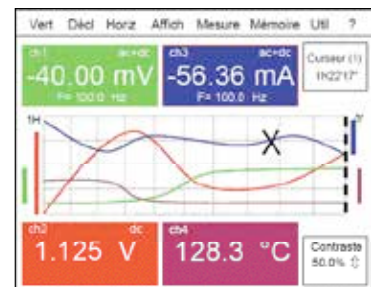 Vert Décl Horz Affich Mesure Mémoire Util ?
ch1 ac+dc
-40.00 mV
F= 100.0 Hz
ch3 ac+dc
-56.36 mA
F= 100.0 Hz
Curseur (1)
1H22'17"
1H
X
ch2 dc
1.125 V
ch4
128.3 °C
Contraste
50.0%